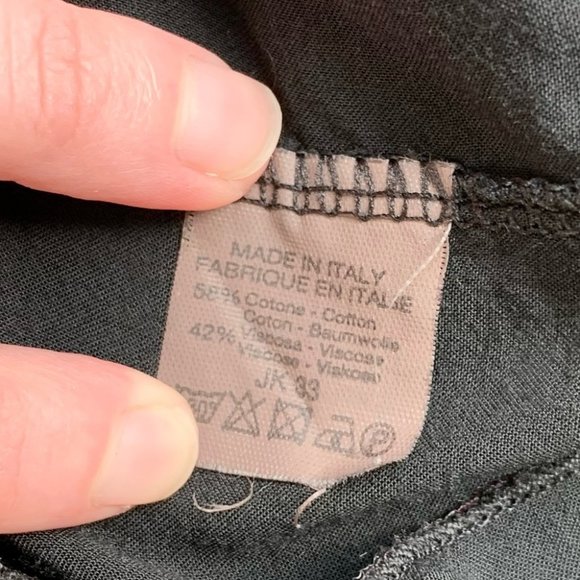 MADE IN ITALY
FABRIQUE EN ITALIE
58% Cotone - Cotton
Coton - Baumwolle
42% Viscosa - Viscose
Viscose - Viskose
JK 33
P